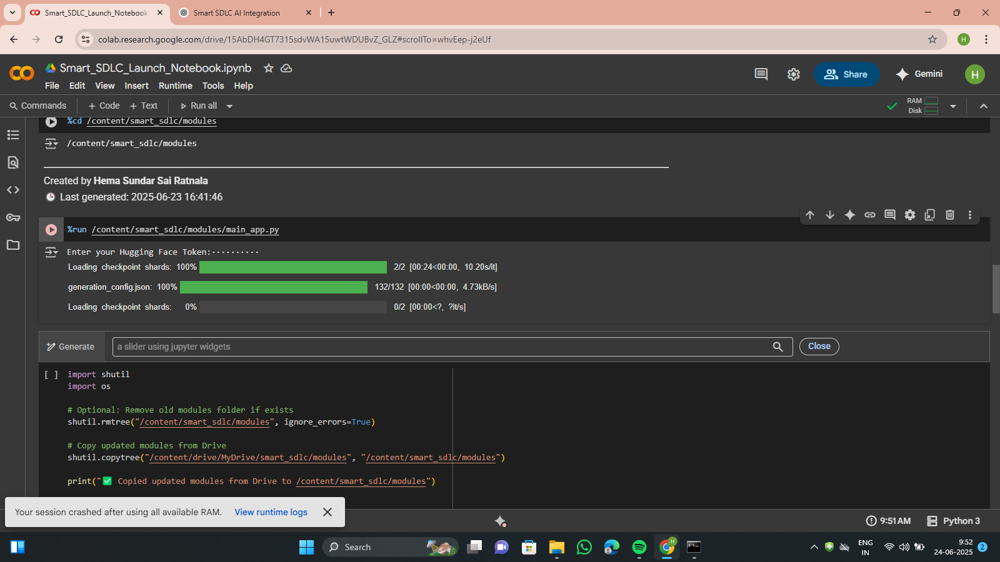 Smart_SDLC_Launch_Notebook.
Smart SDLC AI Integration
colab.research.google.com/drive/15AbDH4GT7315sdvWA15uwtWDUBvZ_GLZ#scrollTo=whvEep-j2eUf
H
Smart_SDLC_Launch_Notebook.ipynb
File Edit View Insert Runtime Tools Help
Share
Gemini
H
Commands + Code + Text Run all
RAM
Disk
%cd /content/smart_sdlc/modules
/content/smart_sdlc/modules
Created by Hema Sundar Sai Ratnala
Last generated: 2025-06-23 16:41:46
%run /content/smart_sdlc/modules/main_app.py
Enter your Hugging Face Token:··········
Loading checkpoint shards: 100% 2/2 [00:24<00:00, 10.20s/it]
generation_config.json: 100% 132/132 [00:00<00:00, 4.73kB/s]
Loading checkpoint shards: 0% 0/2 [00:00<?, ?it/s]
Generate a slider using jupyter widgets Close
[ ] import shutil
import os
# Optional: Remove old modules folder if exists
shutil.rmtree("/content/smart_sdlc/modules", ignore_errors=True)
# Copy updated modules from Drive
shutil.copytree("/content/drive/MyDrive/smart_sdlc/modules", "/content/smart_sdlc/modules")
print("✅ Copied updated modules from Drive to /content/smart_sdlc/modules")
Your session crashed after using all available RAM. View runtime logs
9:51 AM Python 3
Search
H
ENG
IN
9:52
24-06-2025
2